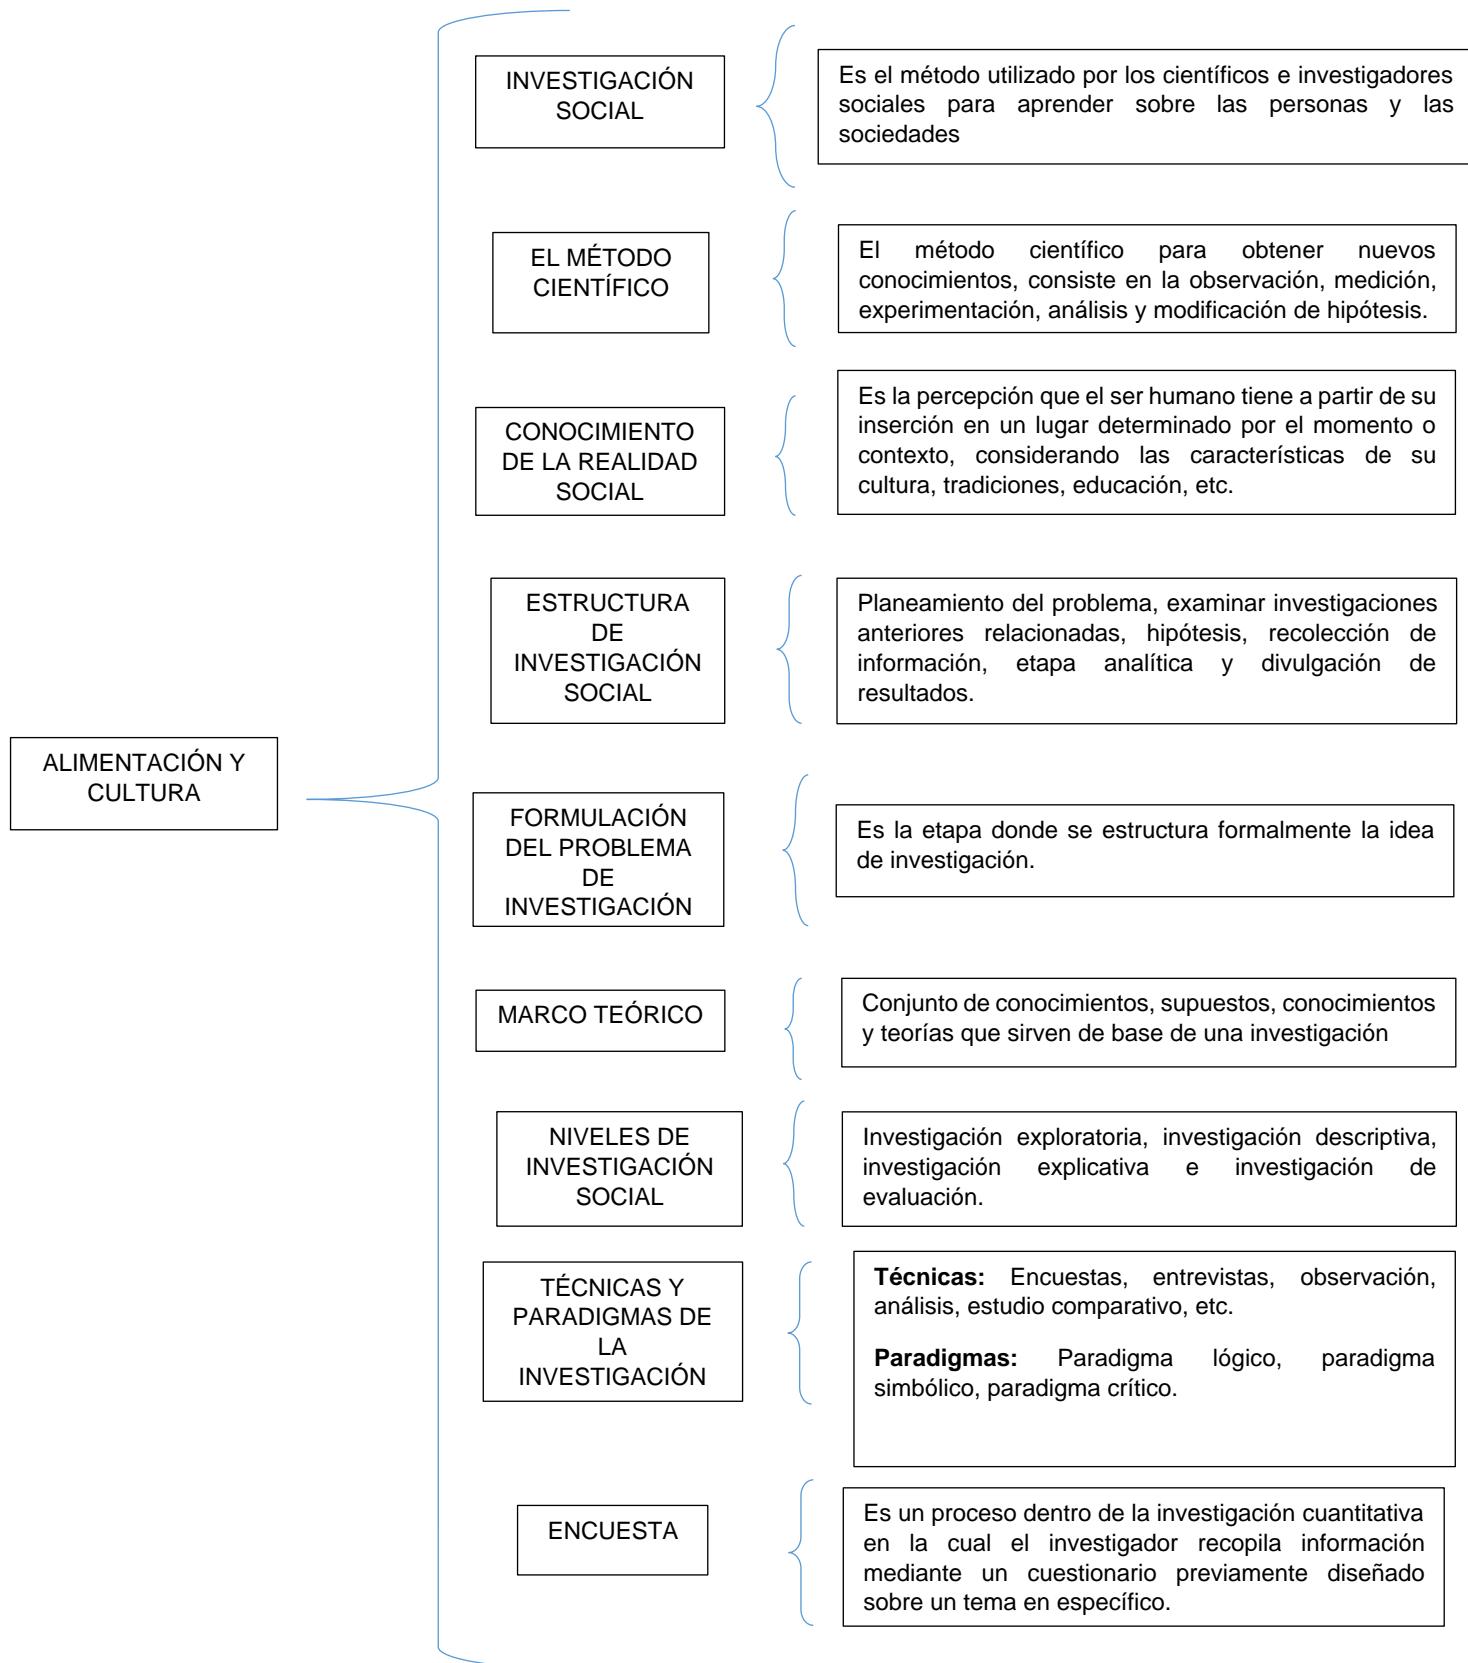 ALIMENTACIÓN Y
CULTURA
INVESTIGACIÓN
SOCIAL
Es el método utilizado por los científicos e investigadores
sociales para aprender sobre las personas y las
sociedades
EL MÉTODO
CIENTÍFICO
El método científico para obtener nuevos
conocimientos, consiste en la observación, medición,
experimentación, análisis y modificación de hipótesis.
CONOCIMIENTO
DE LA REALIDAD
SOCIAL
Es la percepción que el ser humano tiene a partir de su
inserción en un lugar determinado por el momento o
contexto, considerando las características de su
cultura, tradiciones, educación, etc.
ESTRUCTURA
DE
INVESTIGACIÓN
SOCIAL
Planeamiento del problema, examinar investigaciones
anteriores relacionadas, hipótesis, recolección de
información, etapa analítica y divulgación de
resultados.
FORMULACIÓN
DEL PROBLEMA
DE
INVESTIGACIÓN
Es la etapa donde se estructura formalmente la idea
de investigación.
MARCO TEÓRICO
Conjunto de conocimientos, supuestos, conocimientos
y teorías que sirven de base de una investigación
NIVELES DE
INVESTIGACIÓN
SOCIAL
Investigación exploratoria, investigación descriptiva,
investigación explicativa e investigación de
evaluación.
TÉCNICAS Y
PARADIGMAS DE
LA
INVESTIGACIÓN
Técnicas: Encuestas, entrevistas, observación,
análisis, estudio comparativo, etc.
Paradigmas: Paradigma lógico, paradigma
simbólico, paradigma crítico.
ENCUESTA
Es un proceso dentro de la investigación cuantitativa
en la cual el investigador recopila información
mediante un cuestionario previamente diseñado
sobre un tema en específico.